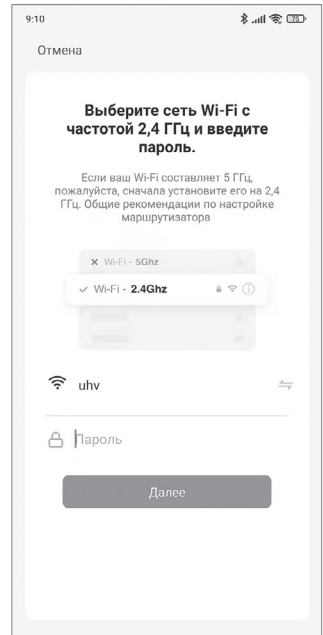 9:10
75
Отмена
Выберите сеть Wi-Fi с
частотой 2,4 ГГц и введите
пароль.
Если ваш Wi-Fi составляет 5 ГГц,
пожалуйста, сначала установите его на 2,4
ГГц. Общие рекомендации по настройке
маршрутизатора
Wi-Fi - 5Ghz
Wi-Fi - 2.4Ghz
uhv
Пароль
Далее